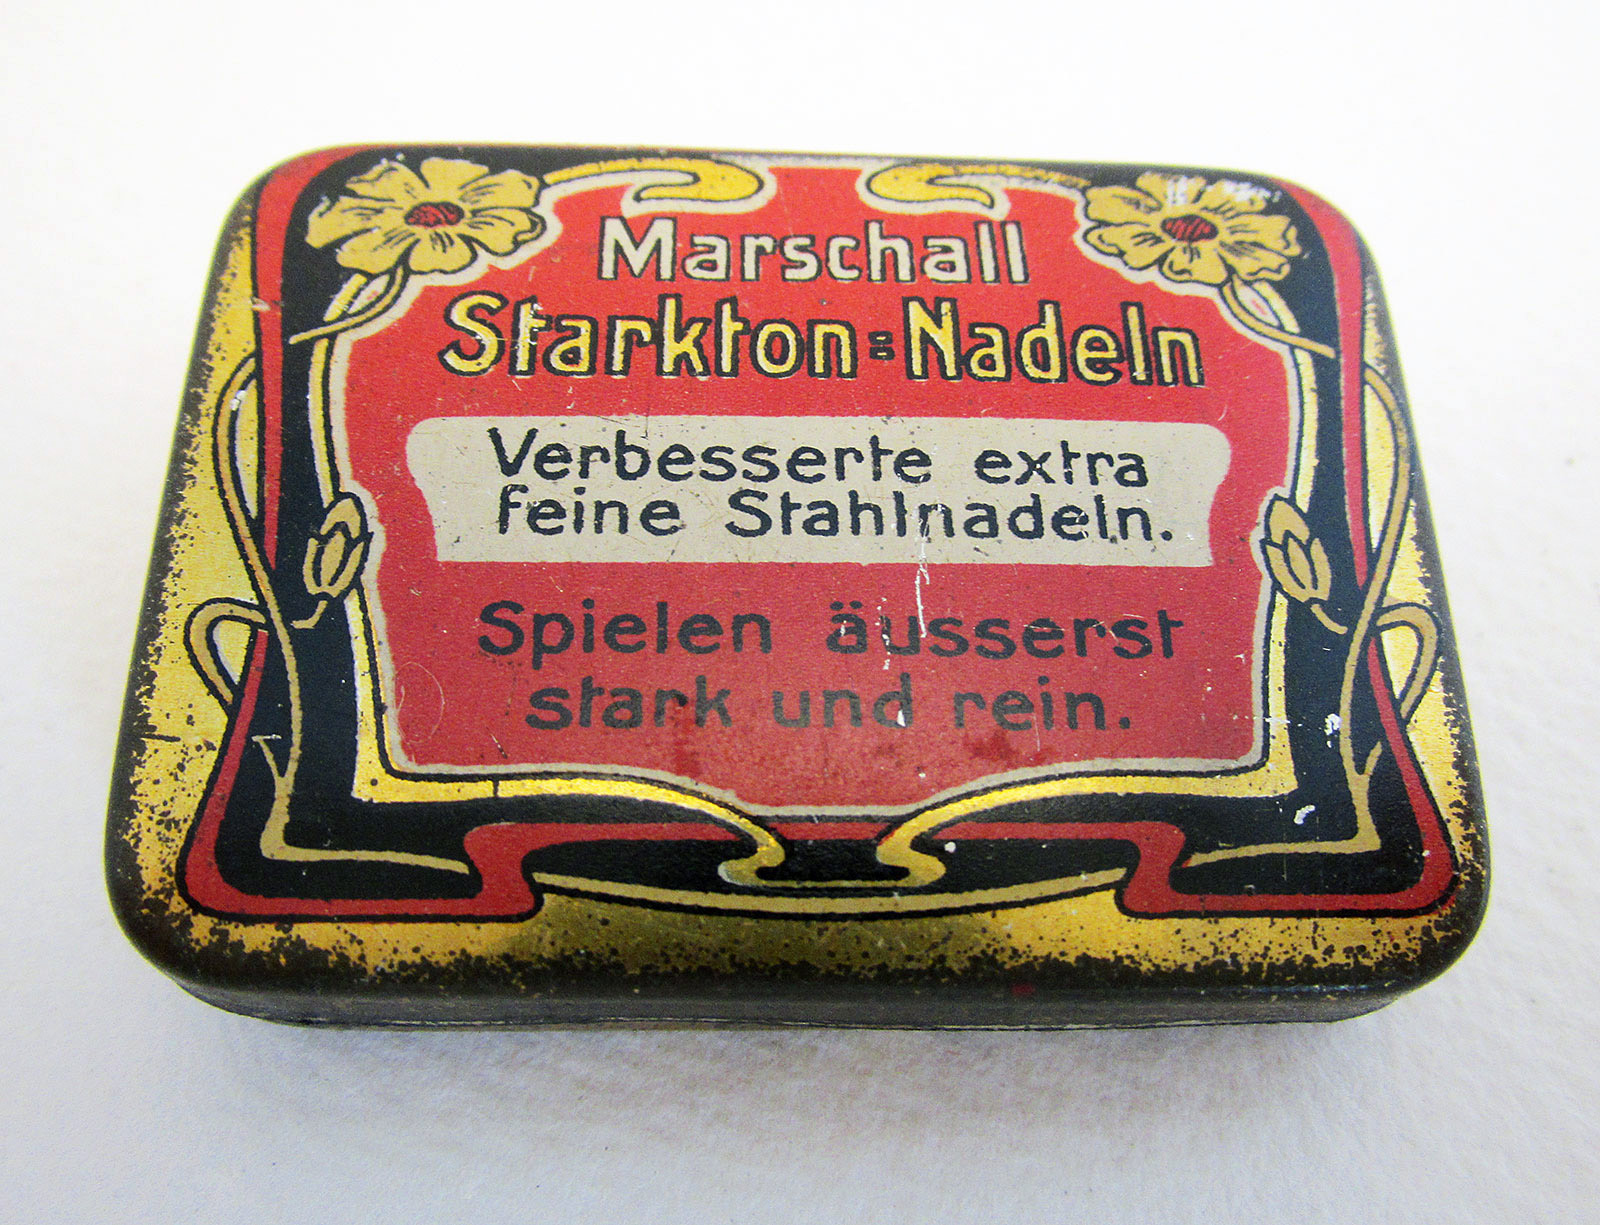 Marschall
Starkton=Nadeln
Verbesserte extra
feine Stahlnadeln.
Spielen äusserst
stark und rein.